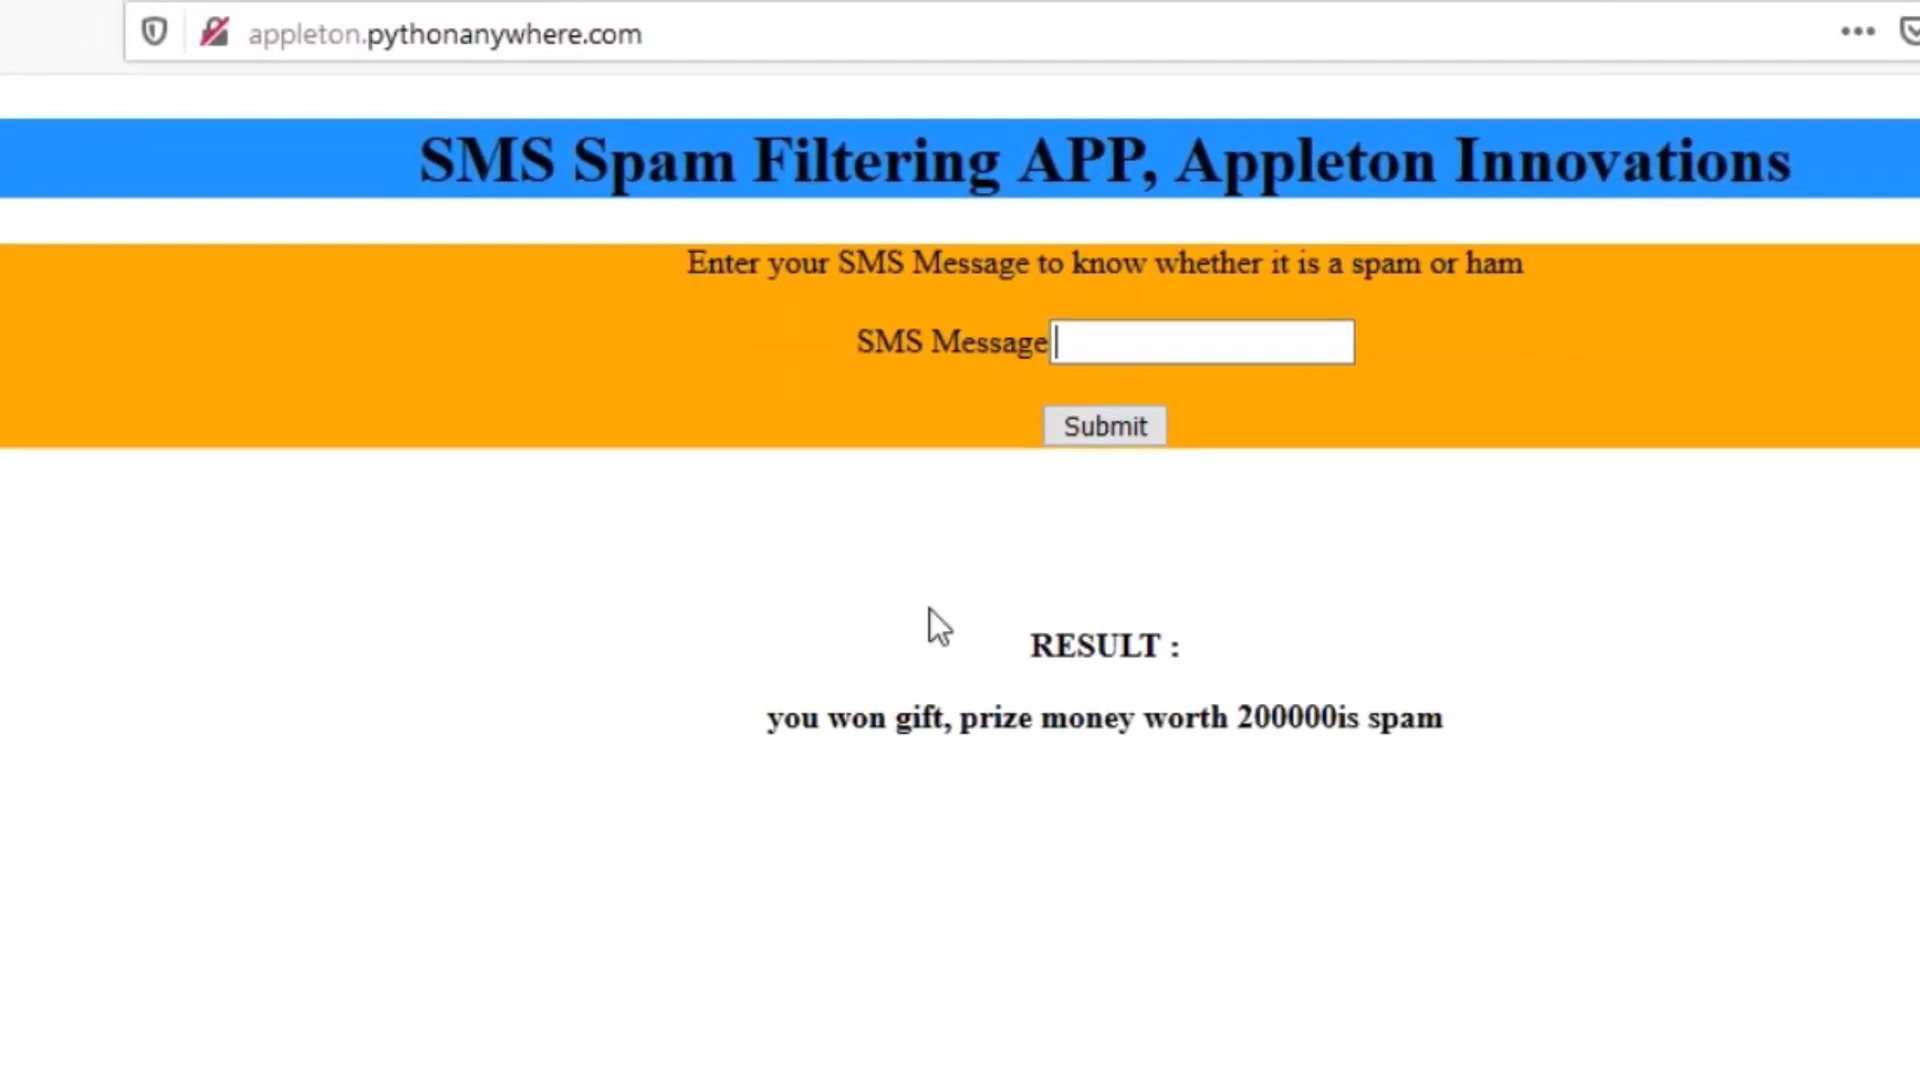 appleton.pythonanywhere.com
SMS Spam Filtering APP, Appleton Innovations
Enter your SMS Message to know whether it is a spam or ham
SMS Message
Submit
RESULT :
you won gift, prize money worth 200000is spam